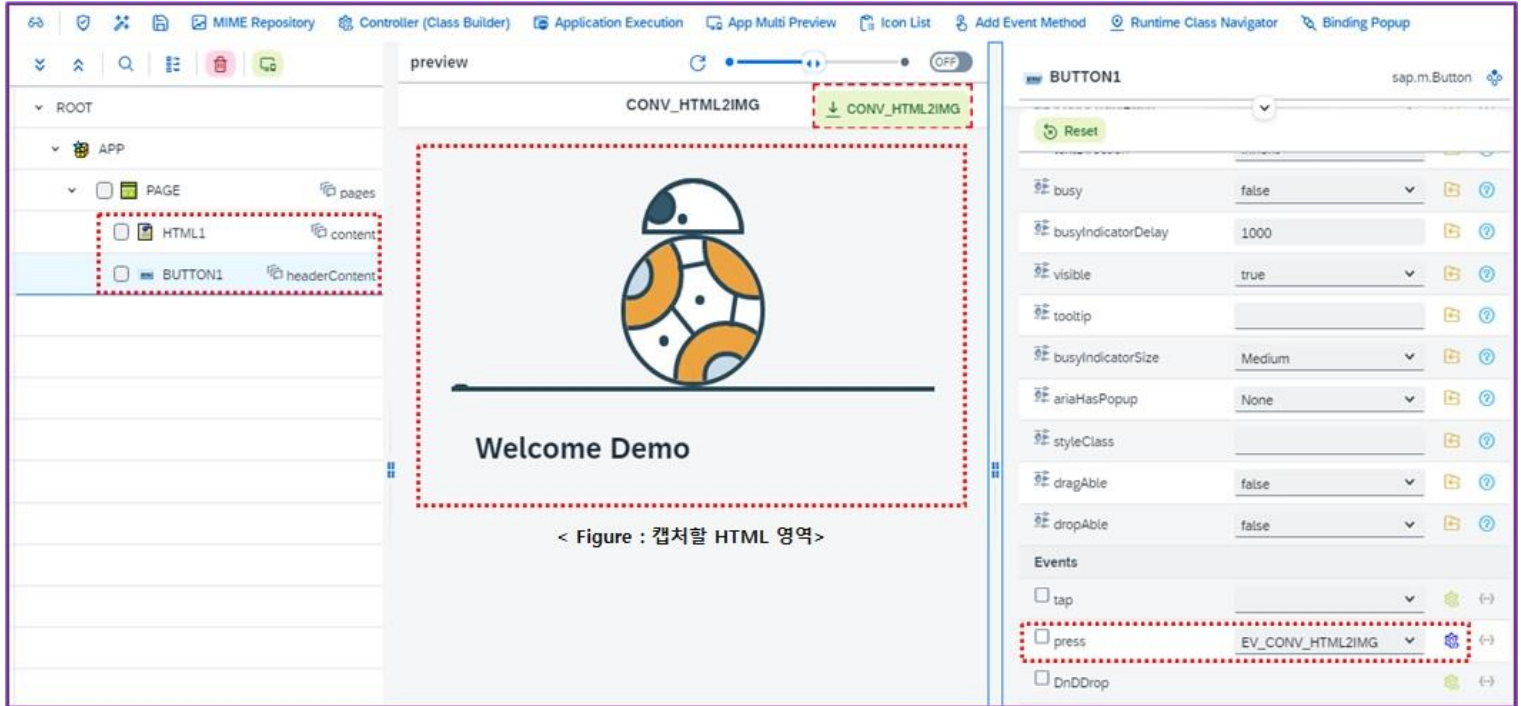 MIME Repository Controller (Class Builder) Application Execution App Multi Preview Icon List Add Event Method Runtime Class Navigator Binding Popup
ROOT
APP
PAGE pages
HTML1 content
BUTTON1 headerContent
preview OFF
CONV_HTML2IMG CONV_HTML2IMG
Welcome Demo
< Figure : 캡처할 HTML 영역>
BUTTON1 sap.m.Button
Reset
busy false
busyIndicatorDelay 1000
visible true
tooltip
busyIndicatorSize Medium
ariaHasPopup None
styleClass
dragAble false
dropAble false
Events
tap
press EV_CONV_HTML2IMG
DnDDrop